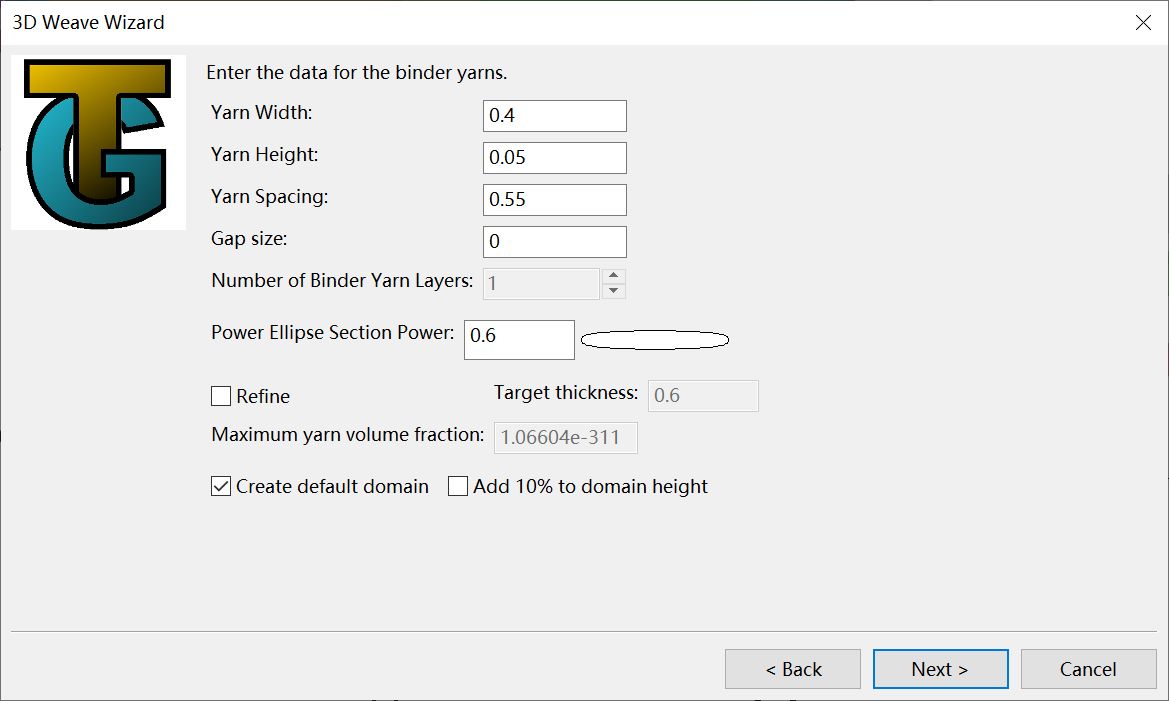 3D Weave Wizard
Enter the data for the binder yarns.
Yarn Width: 0.4
Yarn Height: 0.05
Yarn Spacing: 0.55
Gap size: 0
Number of Binder Yarn Layers: 1
Power Ellipse Section Power: 0.6
Refine Target thickness: 0.6
Maximum yarn volume fraction: 1.06604e-311
Create default domain Add 10% to domain height
< Back Next > Cancel